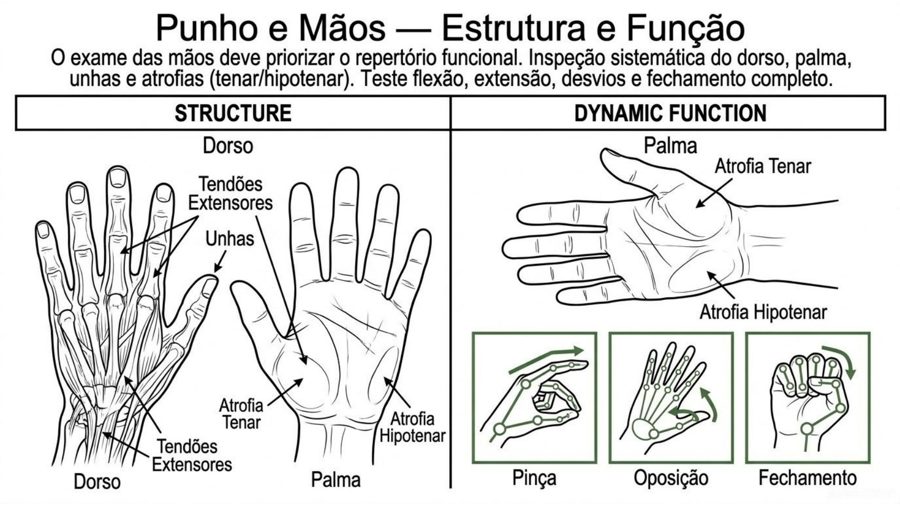 Punho e Mãos — Estrutura e Função
O exame das mãos deve priorizar o repertório funcional. Inspeção sistemática do dorso, palma,
unhas e atrofias (tenar/hipotenar). Teste flexão, extensão, desvios e fechamento completo.
STRUCTURE
Dorso
Tendões
Extensores
Unhas
Atrofia
Tenar
Atrofia
Hipotenar
Tendões
Extensores
Dorso
Palma
DYNAMIC FUNCTION
Palma
Atrofia Tenar
Atrofia Hipotenar
Pinça
Oposição
Fechamento